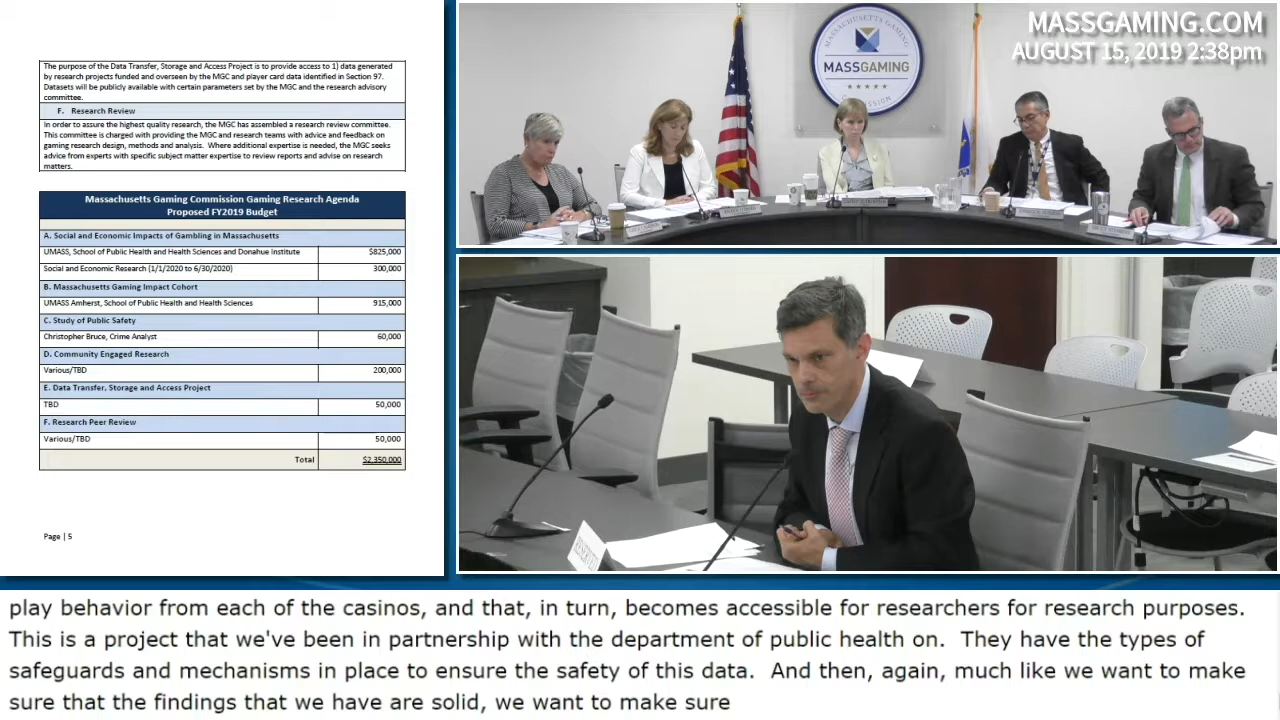 The purpose of the Data Transfer, Storage and Access Project is to provide access to 1) data generated
by research projects funded and overseen by the MGC and player card data identified in Section 97.
Datasets will be publicly available with certain parameters set by the MGC and the research advisory
committee.
F. Research Review
In order to assure the highest quality research, the MGC has assembled a research review committee.
This committee is charged with providing the MGC and research teams with advice and feedback on
gaming research design, methods and analysis. Where additional expertise is needed, the MGC seeks
advice from experts with specific subject matter expertise to review reports and advise on research
matters.
Massachusetts Gaming Commission Gaming Research Agenda
Proposed FY2019 Budget
A. Social and Economic Impacts of Gambling in Massachusetts
UMASS, School of Public Health and Health Sciences and Donahue Institute $825,000
Social and Economic Research (1/1/2020 to 6/30/2020) 300,000
B. Massachusetts Gaming Impact Cohort
UMASS Amherst, School of Public Health and Health Sciences 915,000
C. Study of Public Safety
Christopher Bruce, Crime Analyst 60,000
D. Community Engaged Research
Various/TBD 200,000
E. Data Transfer, Storage and Access Project
TBD 50,000
F. Research Peer Review
Various/TBD 50,000
Total $2,350,000
Page | 5
MASSGAMING.COM
AUGUST 15, 2019 2:38pm
MASSACHUSETTS GAMING
MASSGAMING
COMMISSION
play behavior from each of the casinos, and that, in turn, becomes accessible for researchers for research purposes.
This is a project that we've been in partnership with the department of public health on. They have the types of
safeguards and mechanisms in place to ensure the safety of this data. And then, again, much like we want to make
sure that the findings that we have are solid, we want to make sure